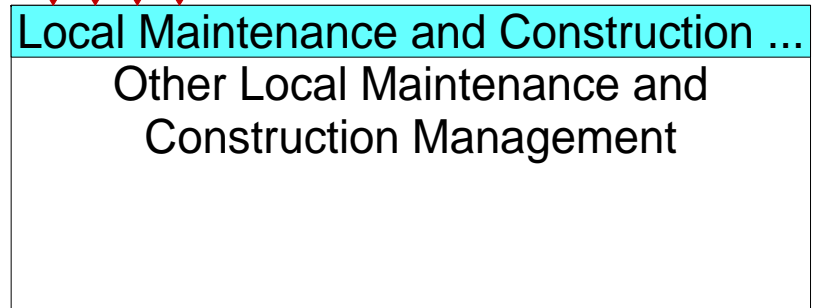 Local Maintenance and Construction ...
Other Local Maintenance and
Construction Management